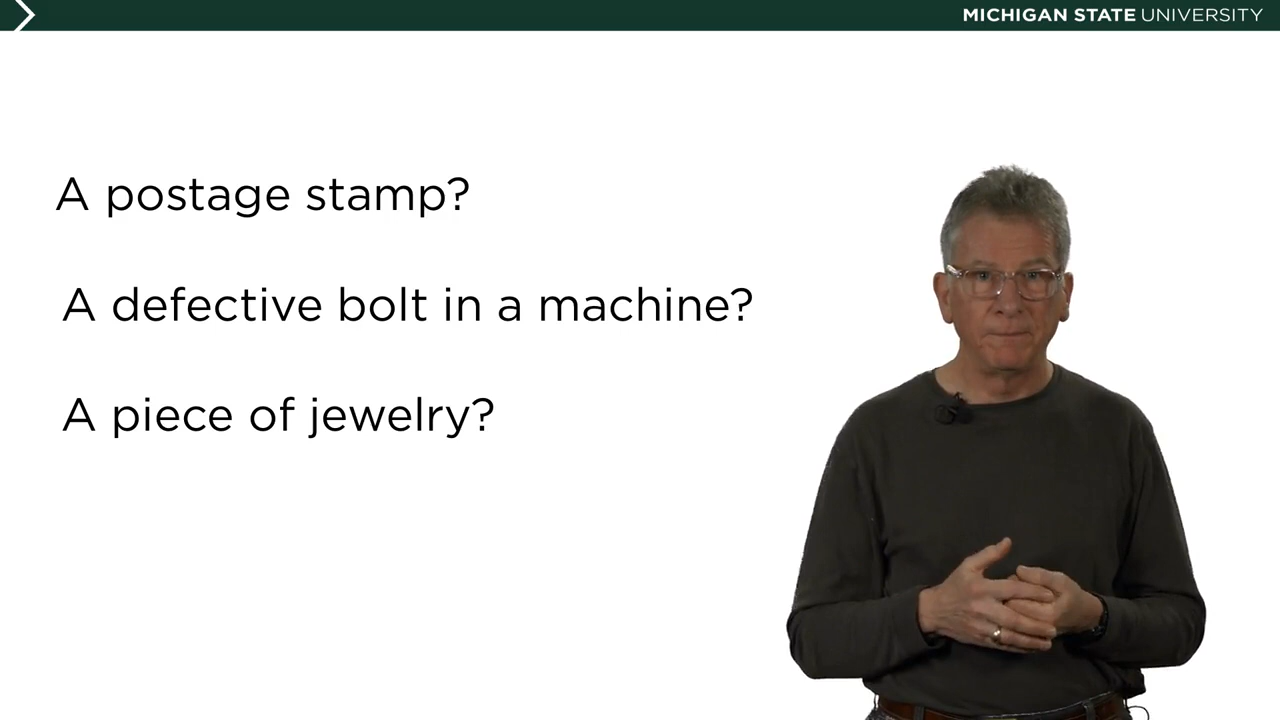 MICHIGAN STATE UNIVERSITY
A postage stamp?
A defective bolt in a machine?
A piece of jewelry?